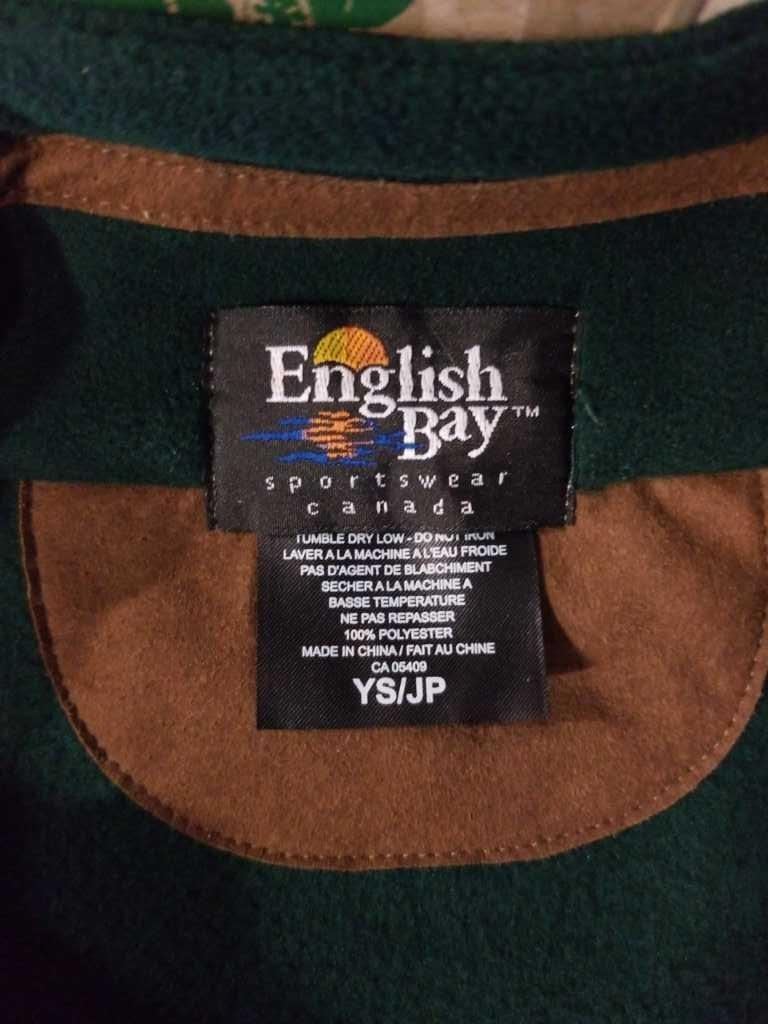 English
Bay™
sportswear
canada
TUMBLE DRY LOW - DO NOT IRON
LAVER A LA MACHINE A L'EAU FROIDE
PAS D'AGENT DE BLABCHIMENT
SECHER A LA MACHINE A
BASSE TEMPERATURE
NE PAS REPASSER
100% POLYESTER
MADE IN CHINA / FAIT AU CHINE
CA 05409
YS/JP